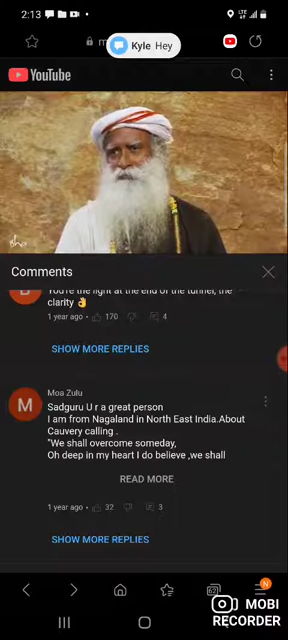 2:13
LTE
m
Kyle Hey
YouTube
isha
Comments
You're the light at the end of the tunnel, the
clarity 👌
1 year ago • 170 4
SHOW MORE REPLIES
M
Moa Zulu
Sadguru U r a great person
I am from Nagaland in North East India.About
Cauvery calling .
"We shall overcome someday,
Oh deep in my heart I do believe ,we shall
READ MORE
1 year ago • 32 3
SHOW MORE REPLIES
N
MOBI
RECORDER